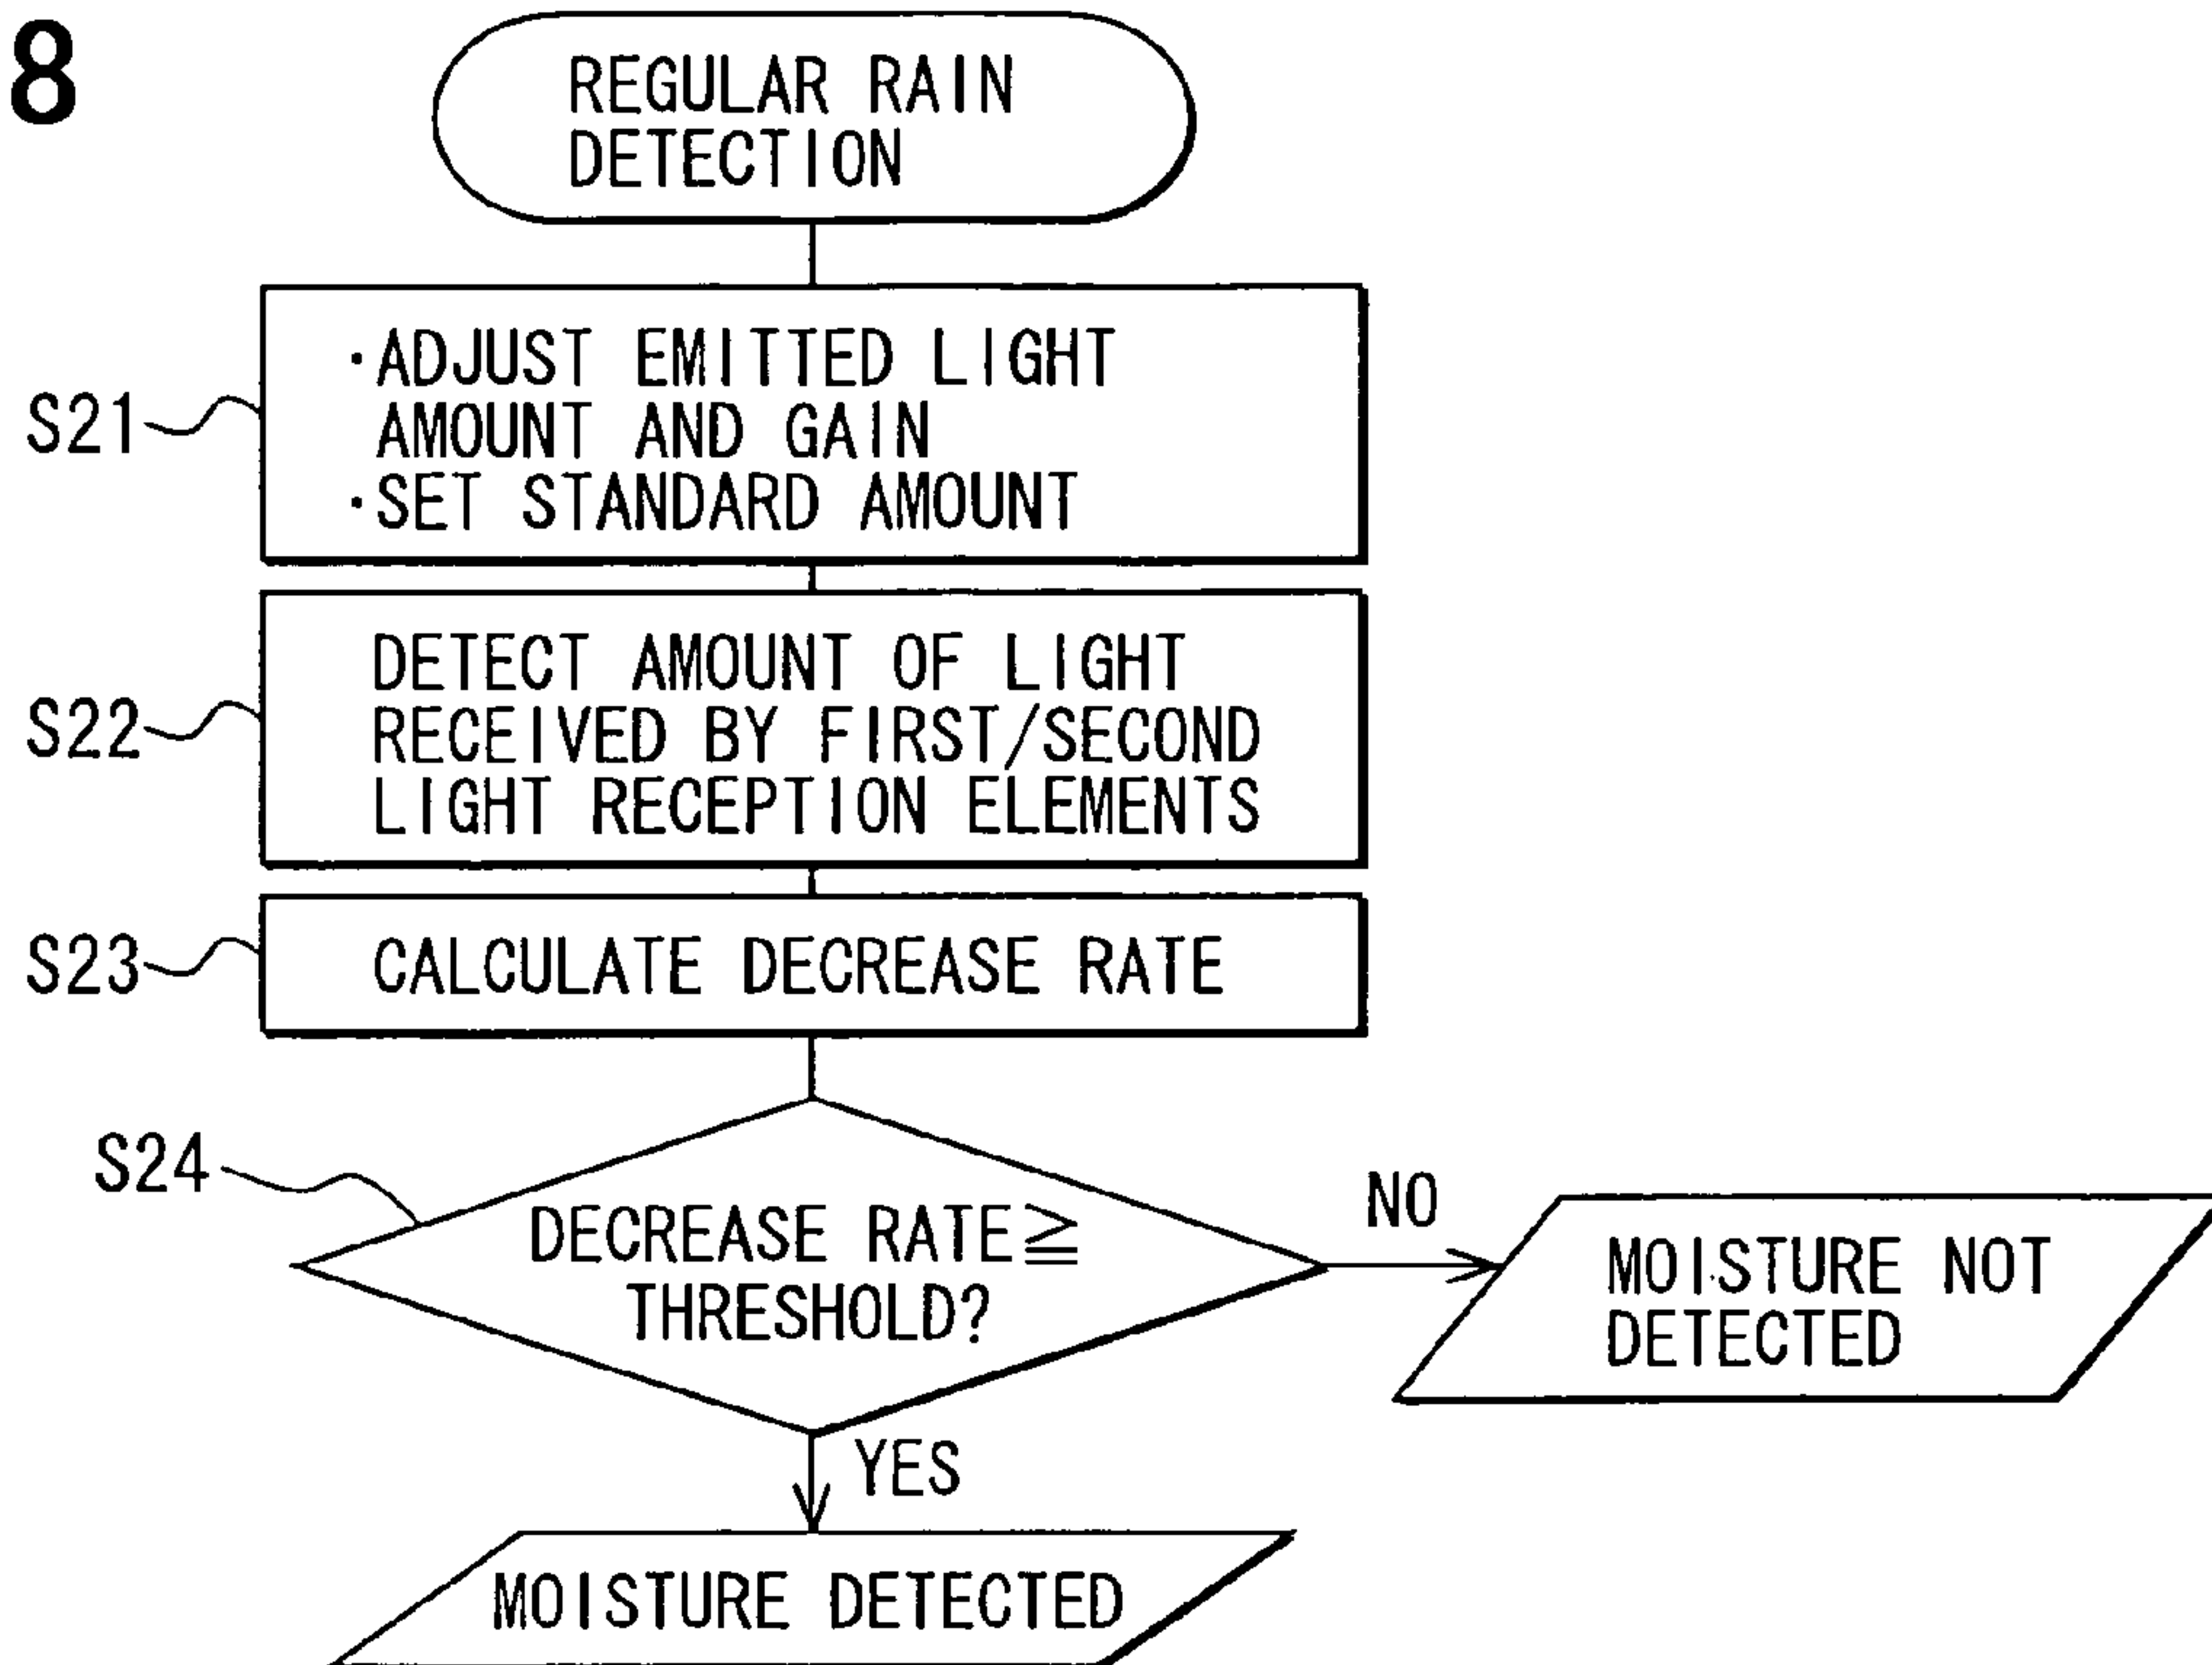 8
REGULAR RAIN
DETECTION
S21
·ADJUST EMITTED LIGHT
AMOUNT AND GAIN
·SET STANDARD AMOUNT
S22
DETECT AMOUNT OF LIGHT
RECEIVED BY FIRST/SECOND
LIGHT RECEPTION ELEMENTS
S23
CALCULATE DECREASE RATE
S24
DECREASE RATE≧
THRESHOLD?
NO
MOISTURE NOT
DETECTED
YES
MOISTURE DETECTED